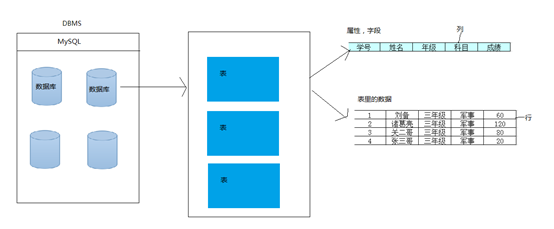 DBMS
MySQL
数据库
数据库
表
表
表
属性，字段
列
学号 姓名 年级 科目 成绩
表里的数据
1 刘备 三年级 军事 60
2 诸葛亮 三年级 军事 120
3 关二哥 三年级 军事 80
4 张三哥 三年级 军事 20
行